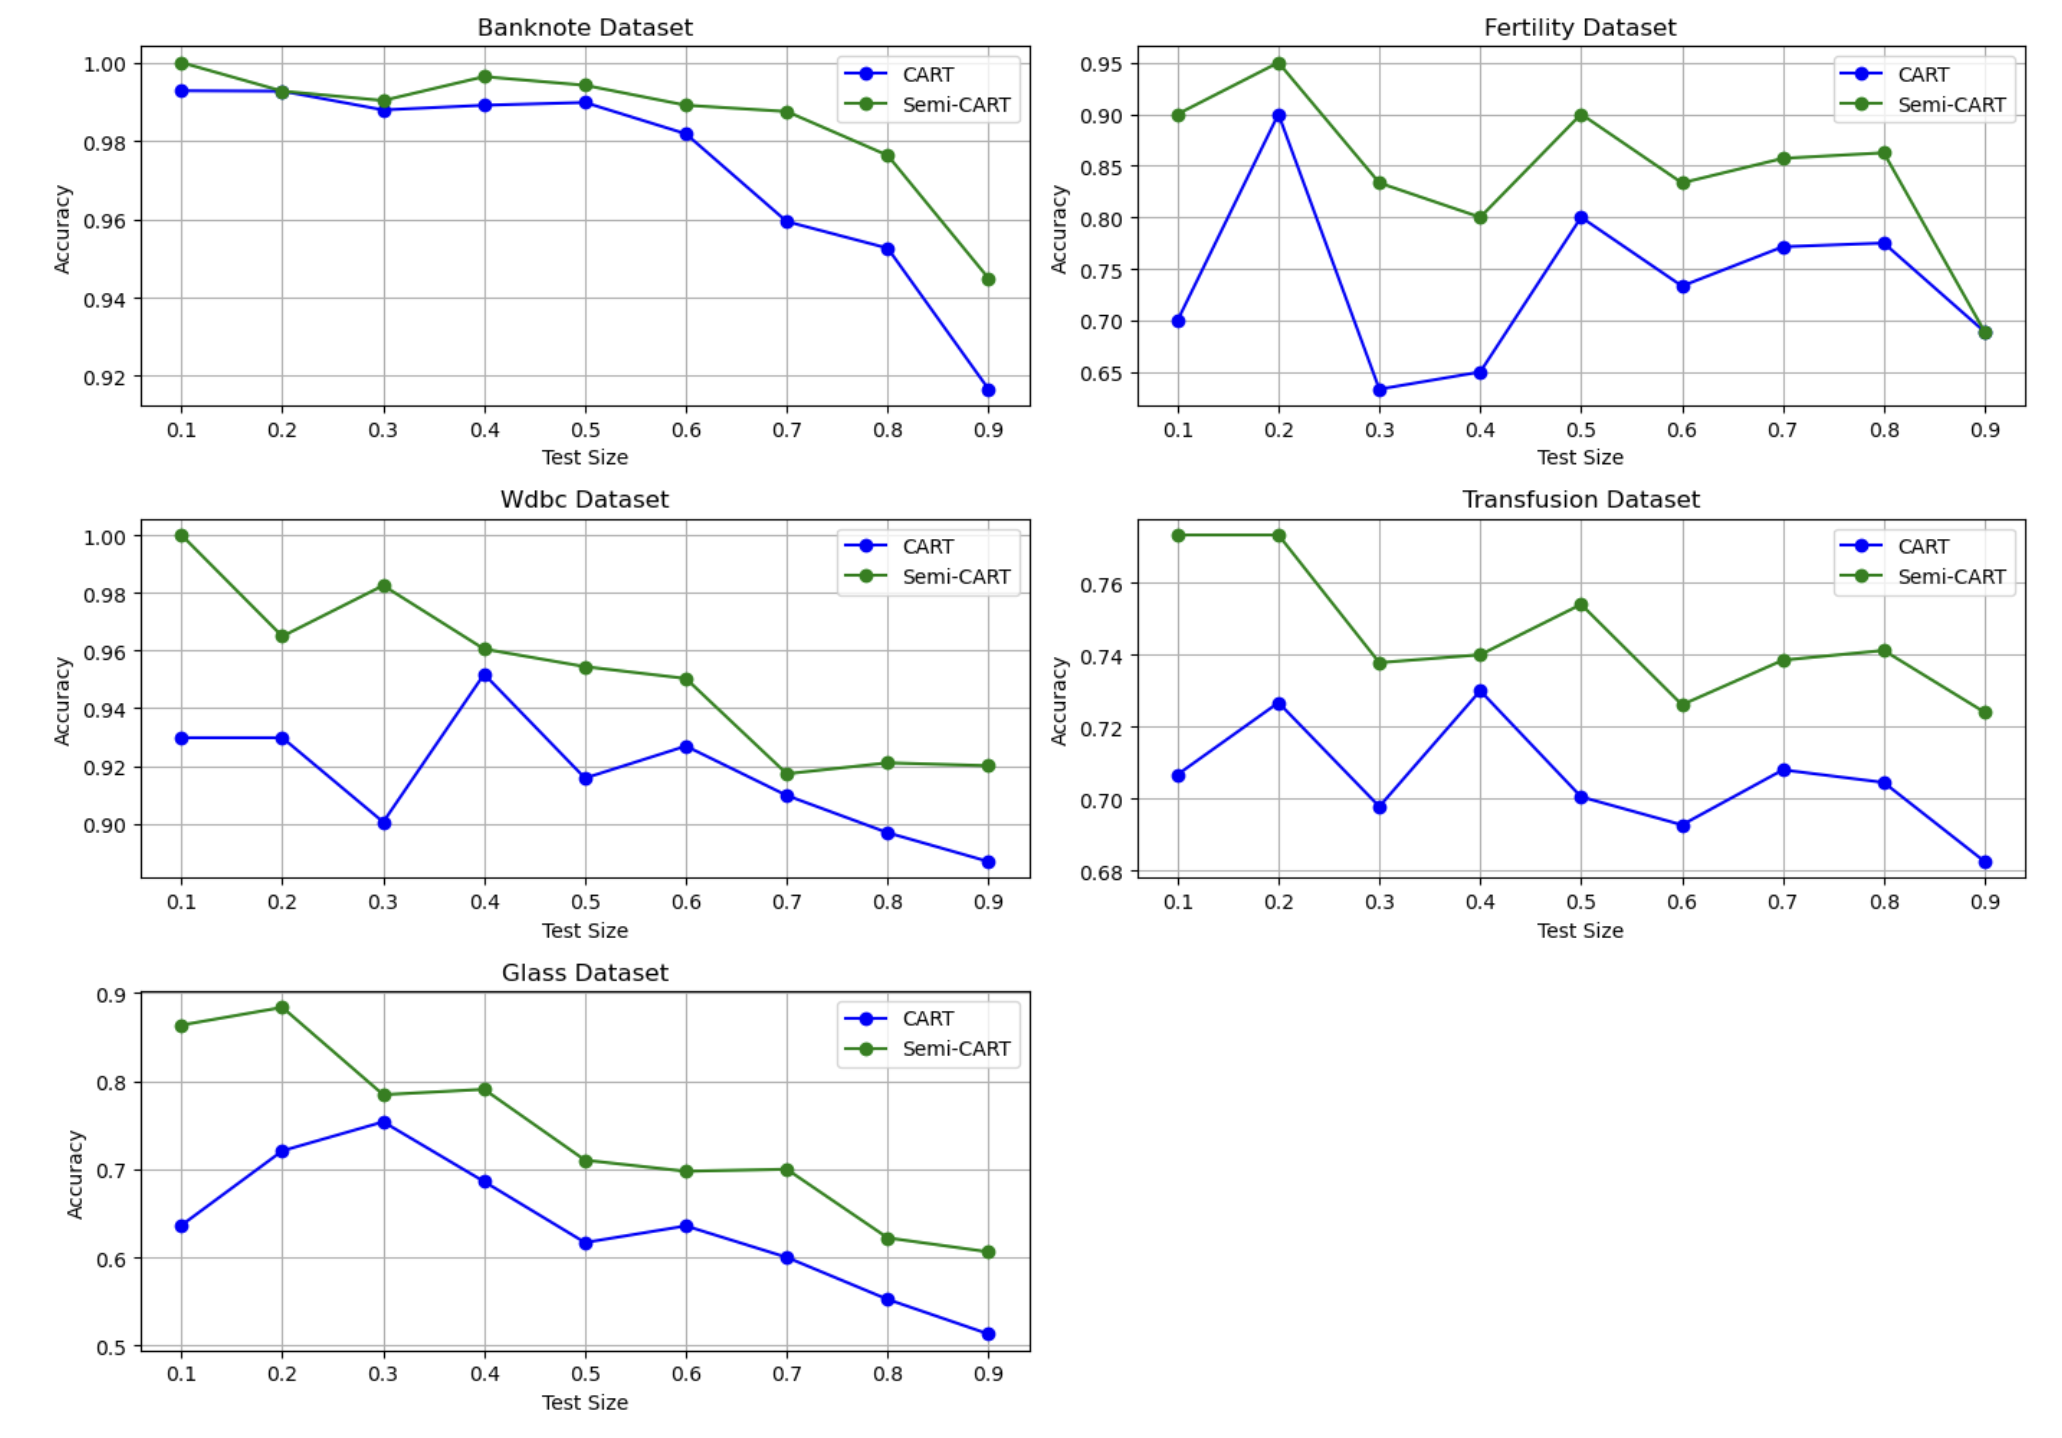 Banknote Dataset
1.00
0.98
0.96
0.94
0.92
Accuracy
CART
Semi-CART
0.1 0.2 0.3 0.4 0.5 0.6 0.7 0.8 0.9
Test Size
Fertility Dataset
0.95
0.90
0.85
0.80
0.75
0.70
0.65
Accuracy
CART
Semi-CART
0.1 0.2 0.3 0.4 0.5 0.6 0.7 0.8 0.9
Test Size
Wdbc Dataset
1.00
0.98
0.96
0.94
0.92
0.90
Accuracy
CART
Semi-CART
0.1 0.2 0.3 0.4 0.5 0.6 0.7 0.8 0.9
Test Size
Transfusion Dataset
0.76
0.74
0.72
0.70
0.68
Accuracy
CART
Semi-CART
0.1 0.2 0.3 0.4 0.5 0.6 0.7 0.8 0.9
Test Size
Glass Dataset
0.9
0.8
0.7
0.6
0.5
Accuracy
CART
Semi-CART
0.1 0.2 0.3 0.4 0.5 0.6 0.7 0.8 0.9
Test Size